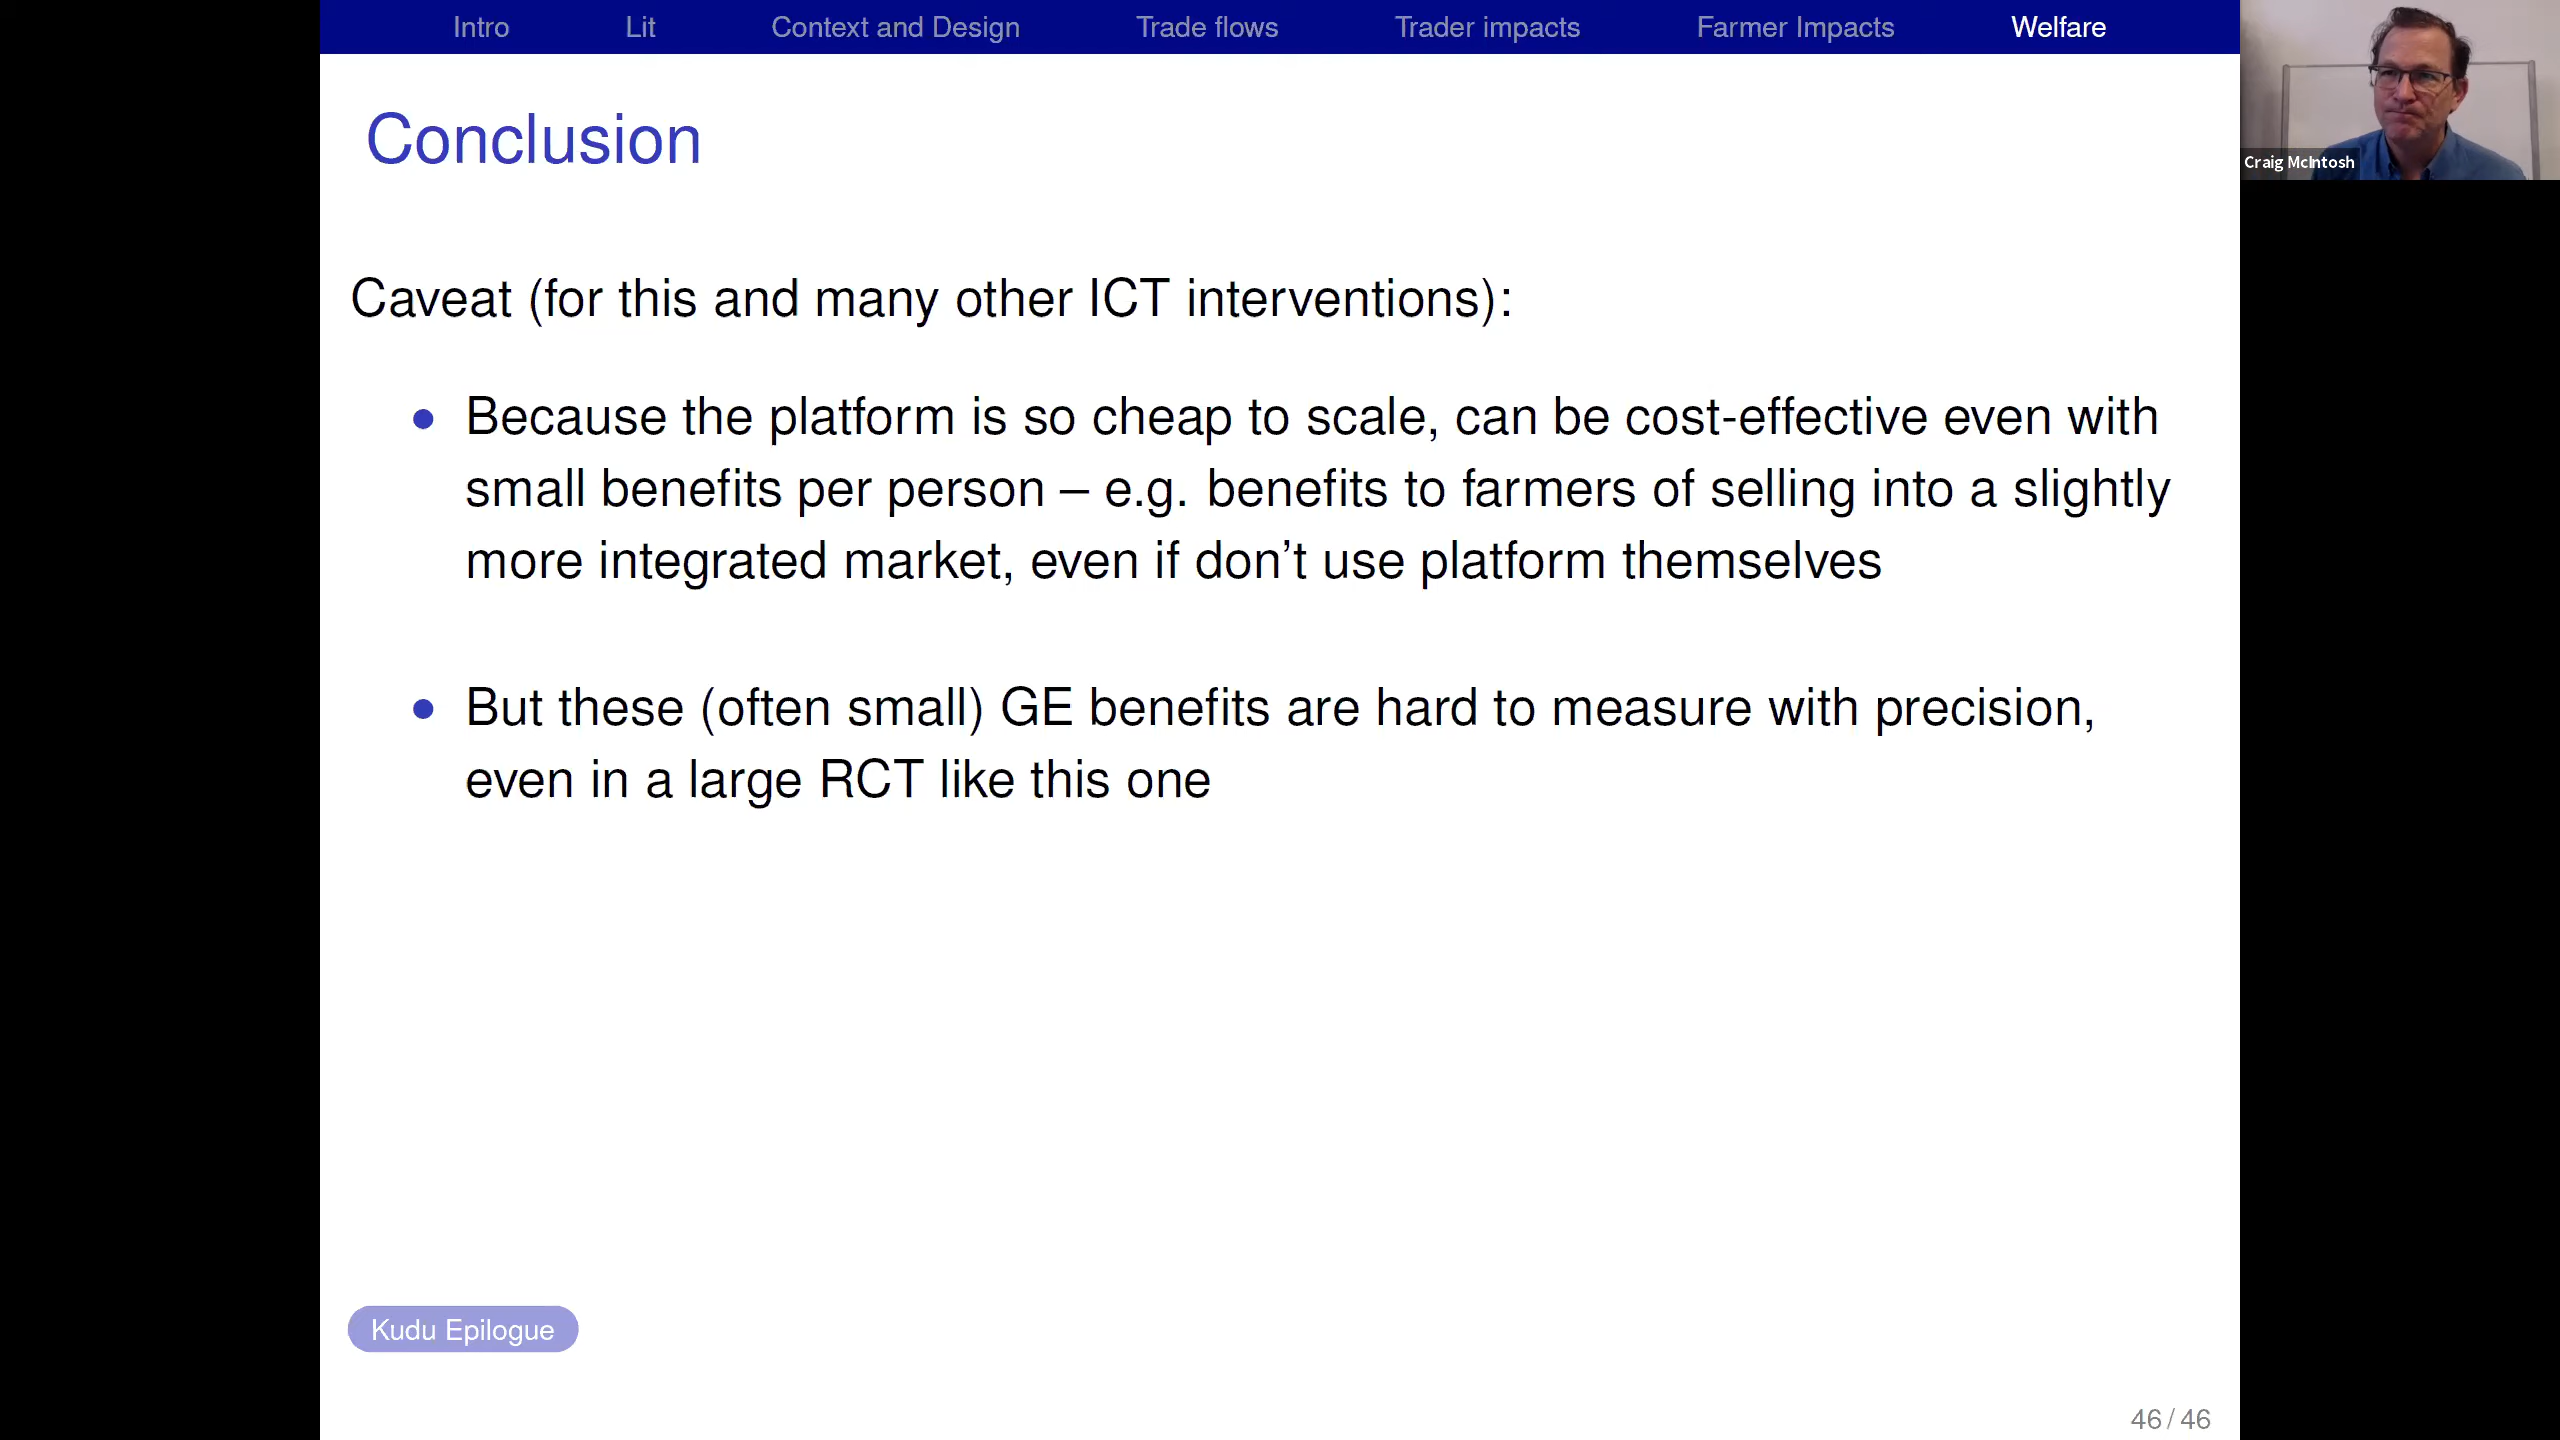 Intro Lit Context and Design Trade flows Trader impacts Farmer Impacts Welfare
Craig McIntosh
Conclusion
Caveat (for this and many other ICT interventions):
• Because the platform is so cheap to scale, can be cost-effective even with
small benefits per person – e.g. benefits to farmers of selling into a slightly
more integrated market, even if don't use platform themselves
• But these (often small) GE benefits are hard to measure with precision,
even in a large RCT like this one
Kudu Epilogue
46 / 46